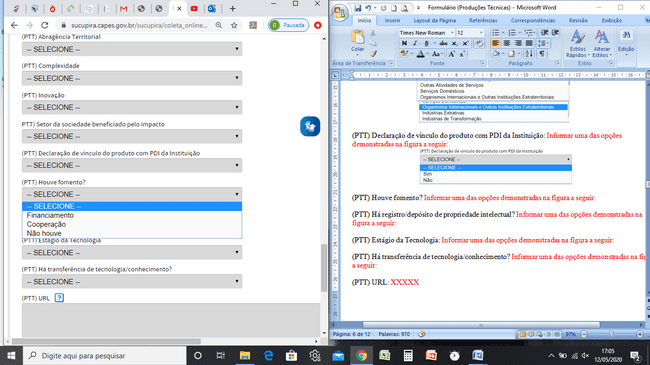 sucupira.capes.gov.br/sucupira/coleta_online...
Pausada
(PTT) Abragência Territorial
-- SELECIONE --
(PTT) Complexidade
-- SELECIONE --
(PTT) Inovação
-- SELECIONE --
(PTT) Setor da sociedade beneficiado pelo impacto
-- SELECIONE --
(PTT) Declaração de vínculo do produto com PDI da Instituição
-- SELECIONE --
(PTT) Houve fomento?
-- SELECIONE --
-- SELECIONE --
Financiamento
Cooperação
Não houve
(PTT) Estágio da Tecnologia
-- SELECIONE --
(PTT) Há transferência de tecnologia/conhecimento?
-- SELECIONE --
(PTT) URL ?
Formulário (Produções Técnicas) - Microsoft Word
Início Inserir Layout da Página Referências Correspondências Revisão Exibição
Colar
Times New Roman 12
Estilos Rápidos
Alterar Estilos
Edição
Área de Transferência Fonte Parágrafo Estilo
Outras Atividades de Serviços
Serviços Domésticos
Organismos Internacionais e Outras Instituições Extraterritoriais
Organismos Internacionais e Outras Instituições Extraterritoriais
Indústrias Extrativas
Indústrias de Transformação
(PTT) Declaração de vínculo do produto com PDI da Instituição: Informar uma das opções
demonstradas na figura a seguir:
(PTT) Declaração de vínculo do produto com PDI da Instituição
-- SELECIONE --
-- SELECIONE --
Sim
Não
(PTT) Houve fomento? Informar uma das opções demonstradas na figura a seguir:
(PTT) Há registro/depósito de propriedade intelectual? Informar uma das opções demonstradas na
figura a seguir:
(PTT) Estágio da Tecnologia: Informar uma das opções demonstradas na figura a seguir:
(PTT) Há transferência de tecnologia/conhecimento? Informar uma das opções demonstradas na figura
a seguir:
(PTT) URL: XXXXX
Página: 6 de 12 Palavras: 970 97%
Digite aqui para pesquisar
17:05
12/05/2020